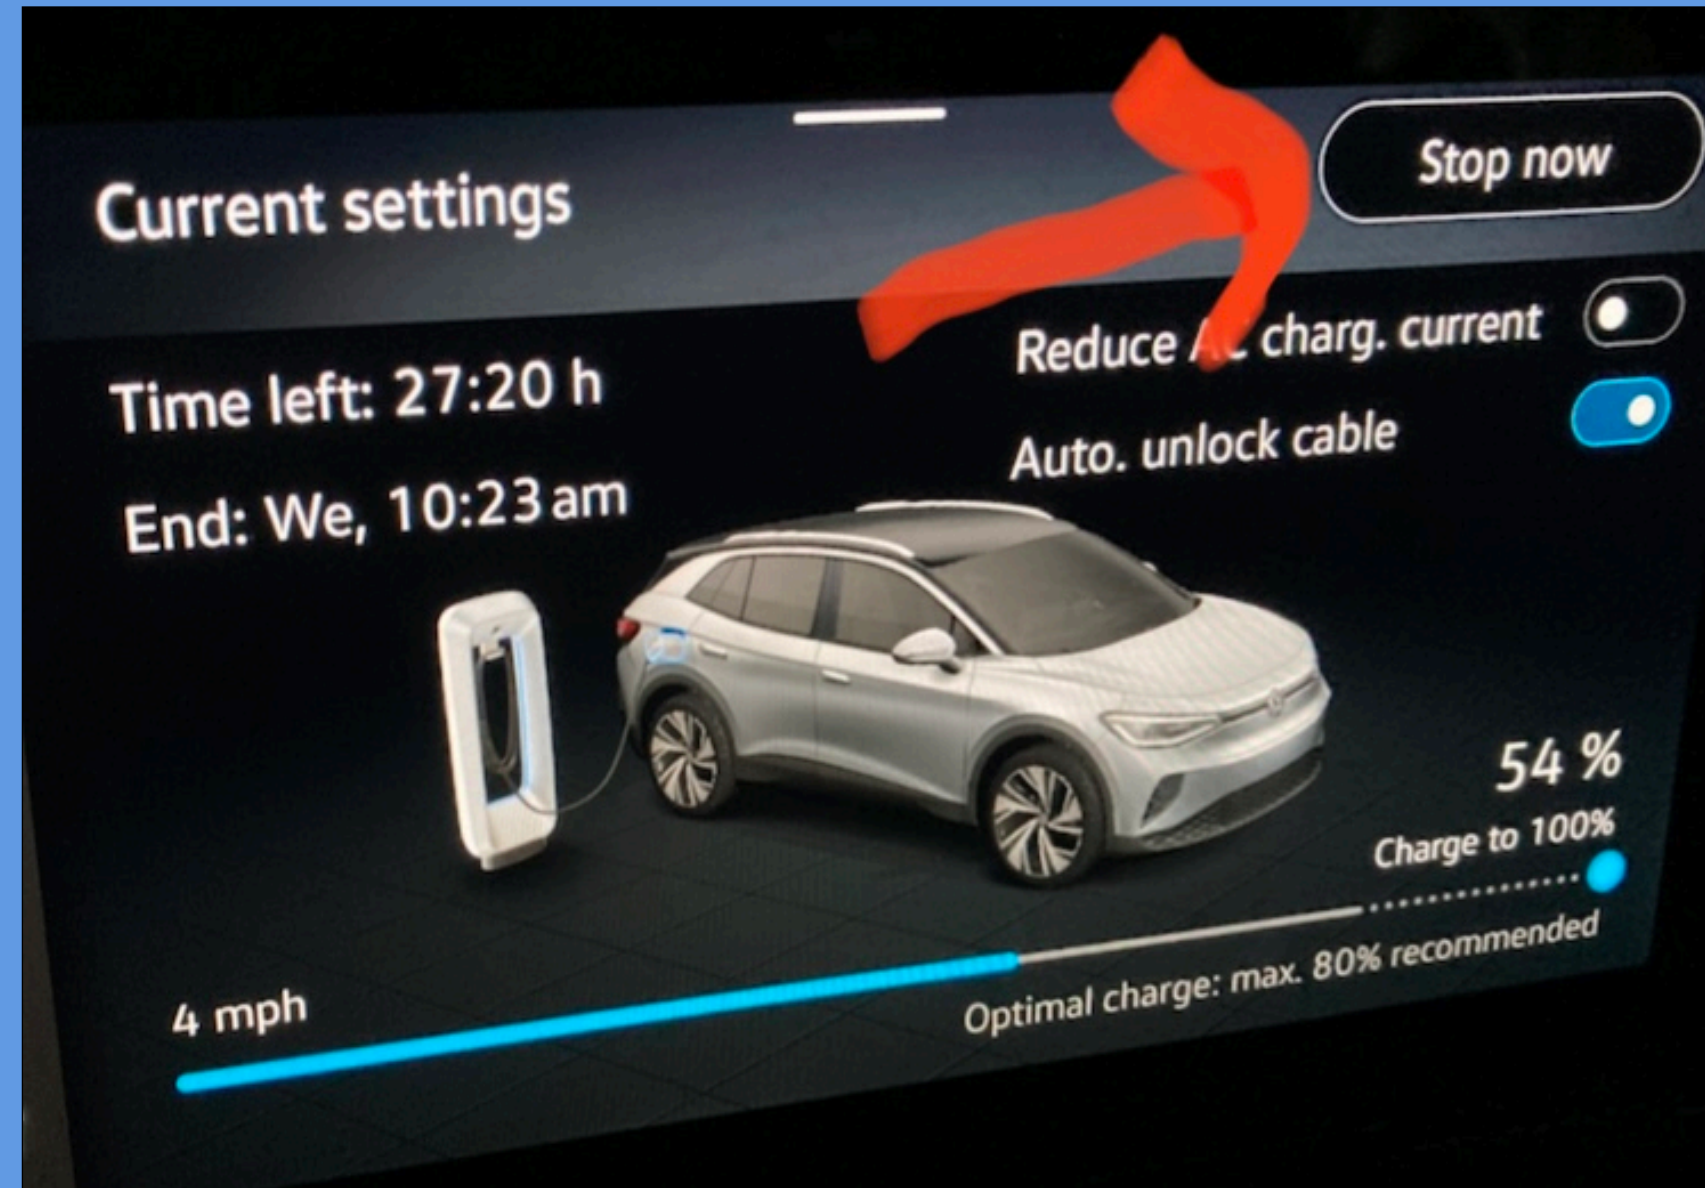 Current settings
Stop now
Time left: 27:20 h
End: We, 10:23 am
Reduce AC charg. current
Auto. unlock cable
54 %
Charge to 100%
4 mph
Optimal charge: max. 80% recommended